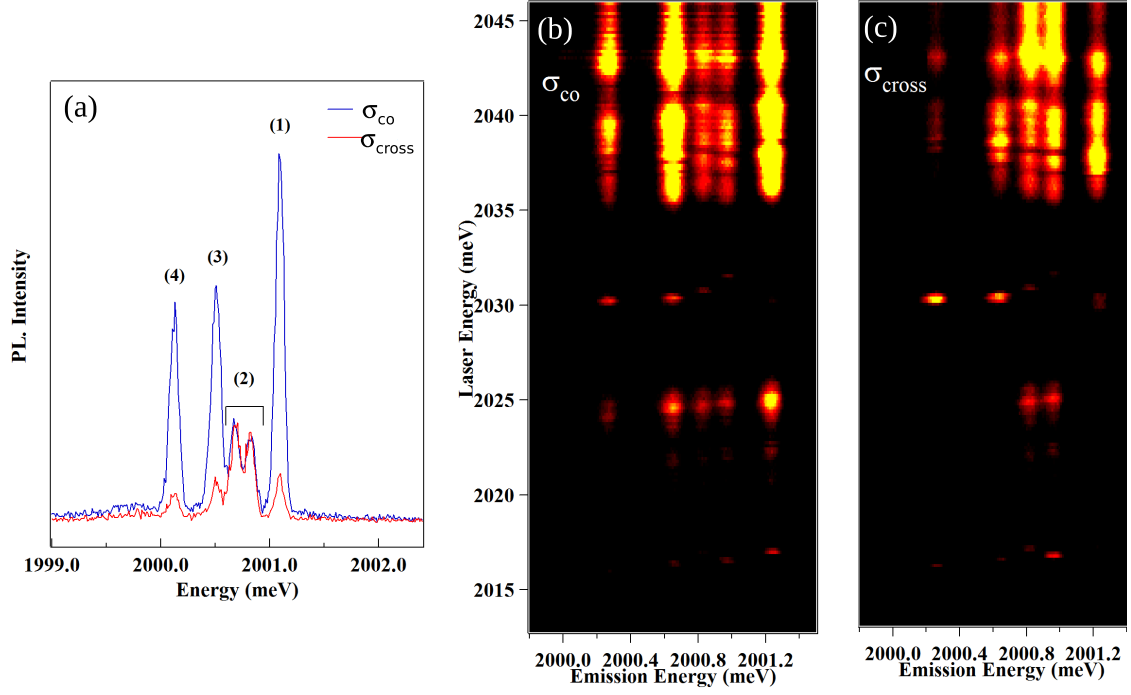 (a)
σco
σcross
(1)
(3)
(4)
(2)
PL. Intensity
1999.0 2000.0 2001.0 2002.0
Energy (meV)
(b)
σco
Laser Energy (meV)
2045
2040
2035
2030
2025
2020
2015
2000.0 2000.4 2000.8 2001.2
Emission Energy (meV)
(c)
σcross
2000.0 2000.4 2000.8 2001.2
Emission Energy (meV)